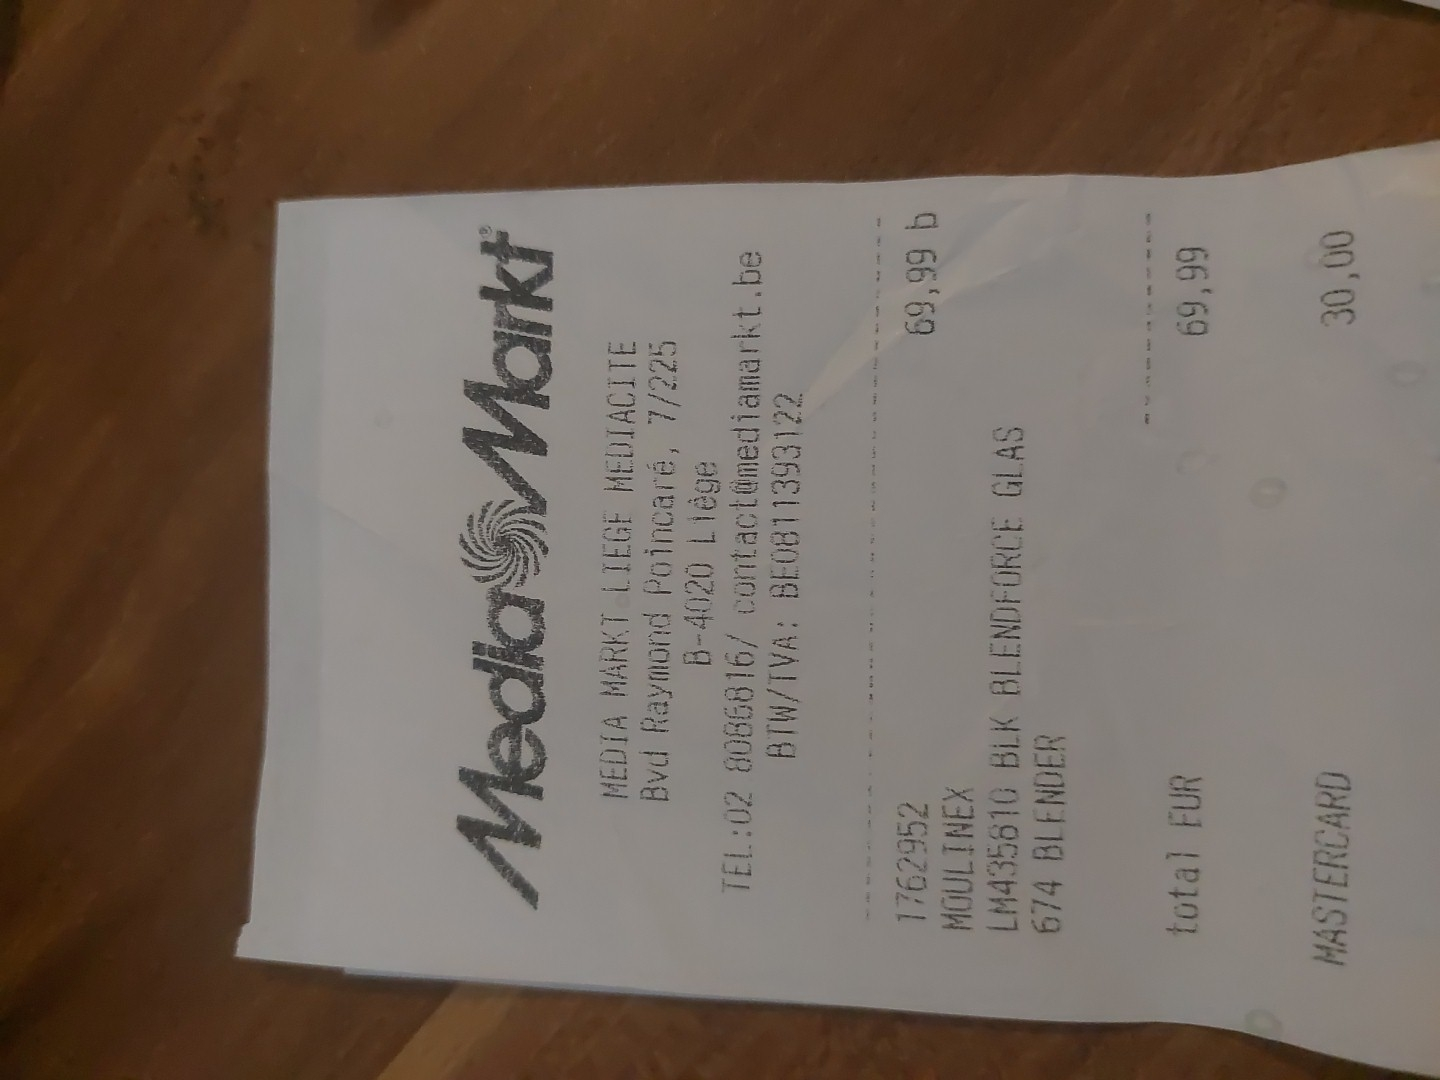 MediaMarkt®
MEDIA MARKT LIEGE MEDIACITE
Bvd Raymond Poincaré, 7/225
B-4020 Liège
TEL:02 8086816/ contact@mediamarkt.be
BTW/TVA: BE0811393122
1762952 69,99 b
MOULINEX
LM435810 BLK BLENDFORCE GLAS
674 BLENDER
total EUR 69,99
MASTERCARD 30,00